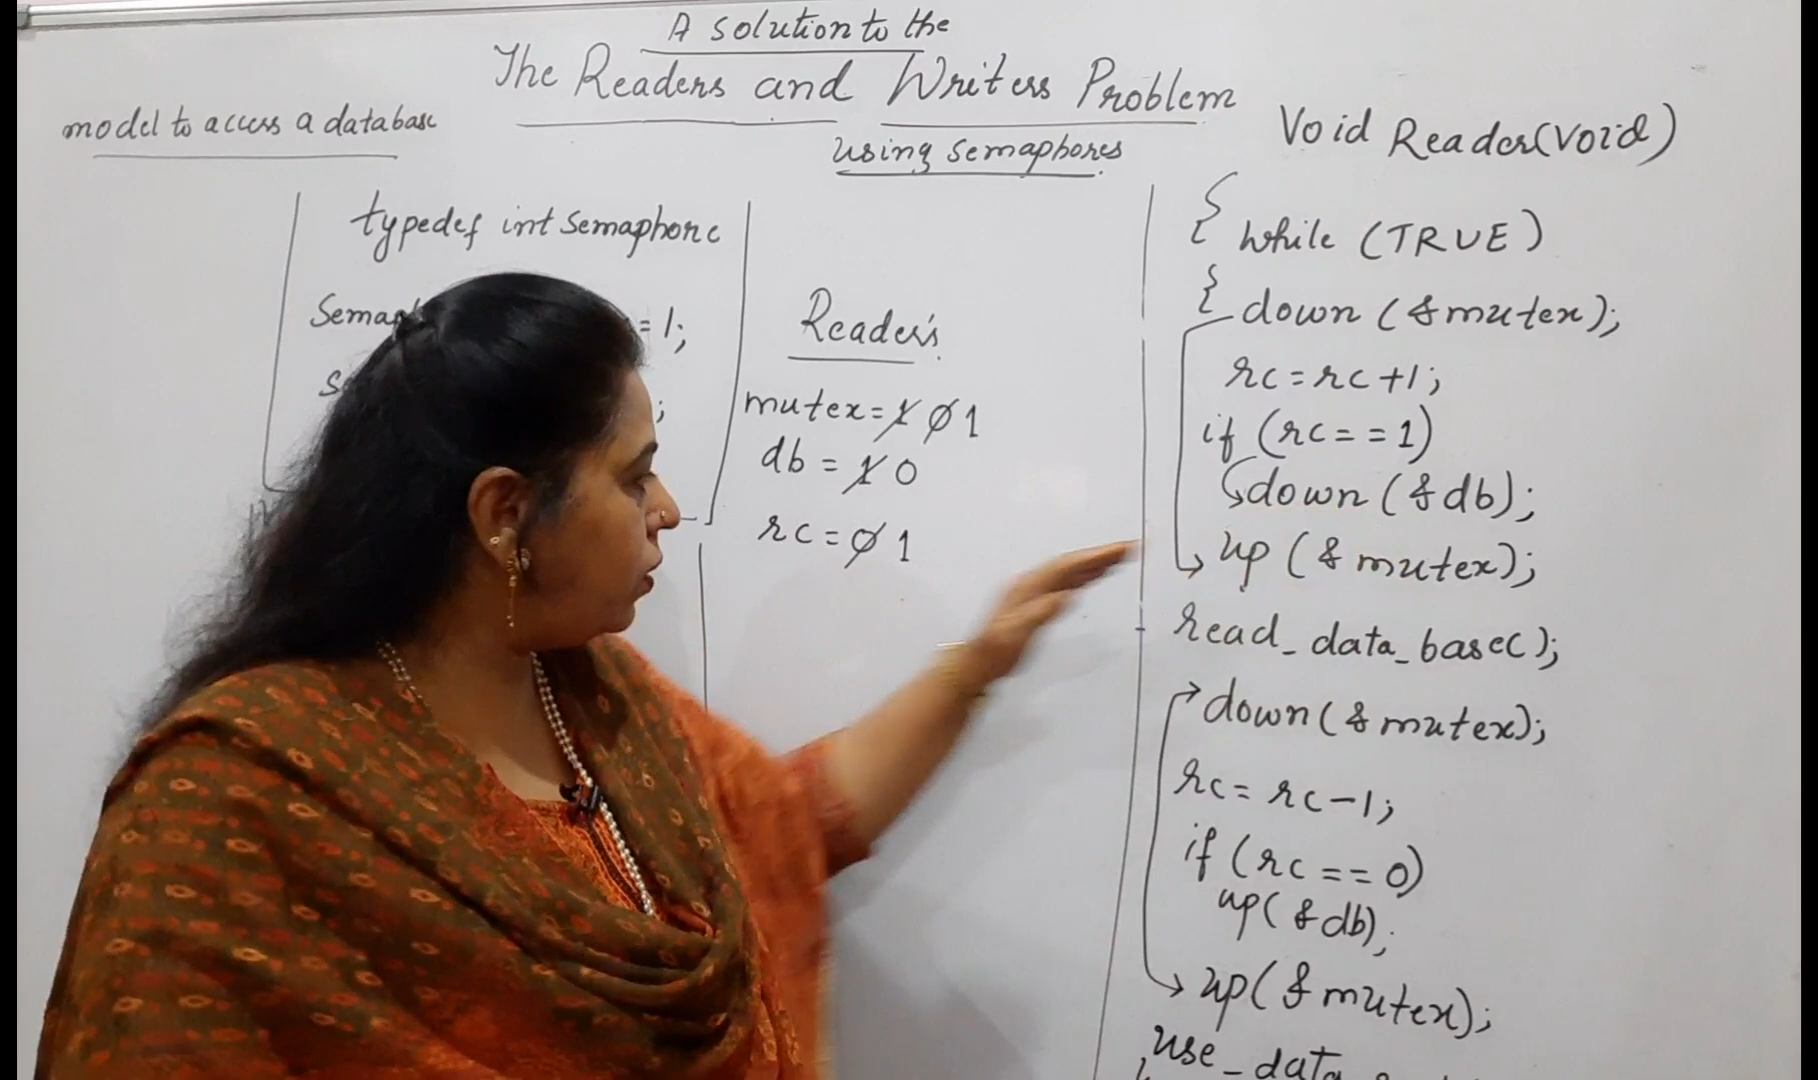 A solution to the
The Readers and Writers Problem
using semaphores
model to access a database
typedef int semaphore
= 1;
;
Reader's
mutex = 1 0 1
db = 1 0
rc = 0 1
Void Reader(void)
{ while (TRUE)
{ down (&mutex);
rc = rc +1;
if (rc == 1)
down (&db);
up (&mutex);
read_data_base();
down (&mutex);
rc = rc -1;
if (rc == 0)
up(&db);
up(&mutex);
use_data